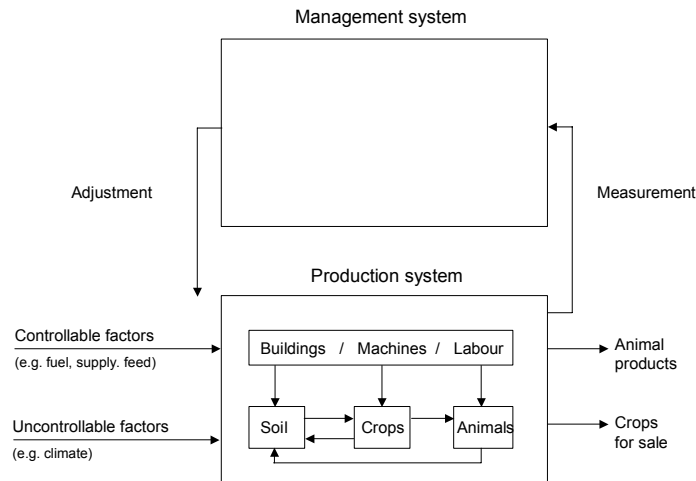 Management system
Adjustment
Measurement
Production system
Controllable factors
(e.g. fuel, supply. feed)
Buildings / Machines / Labour
Animal
products
Uncontrollable factors
(e.g. climate)
Soil
Crops
Animals
Crops
for sale